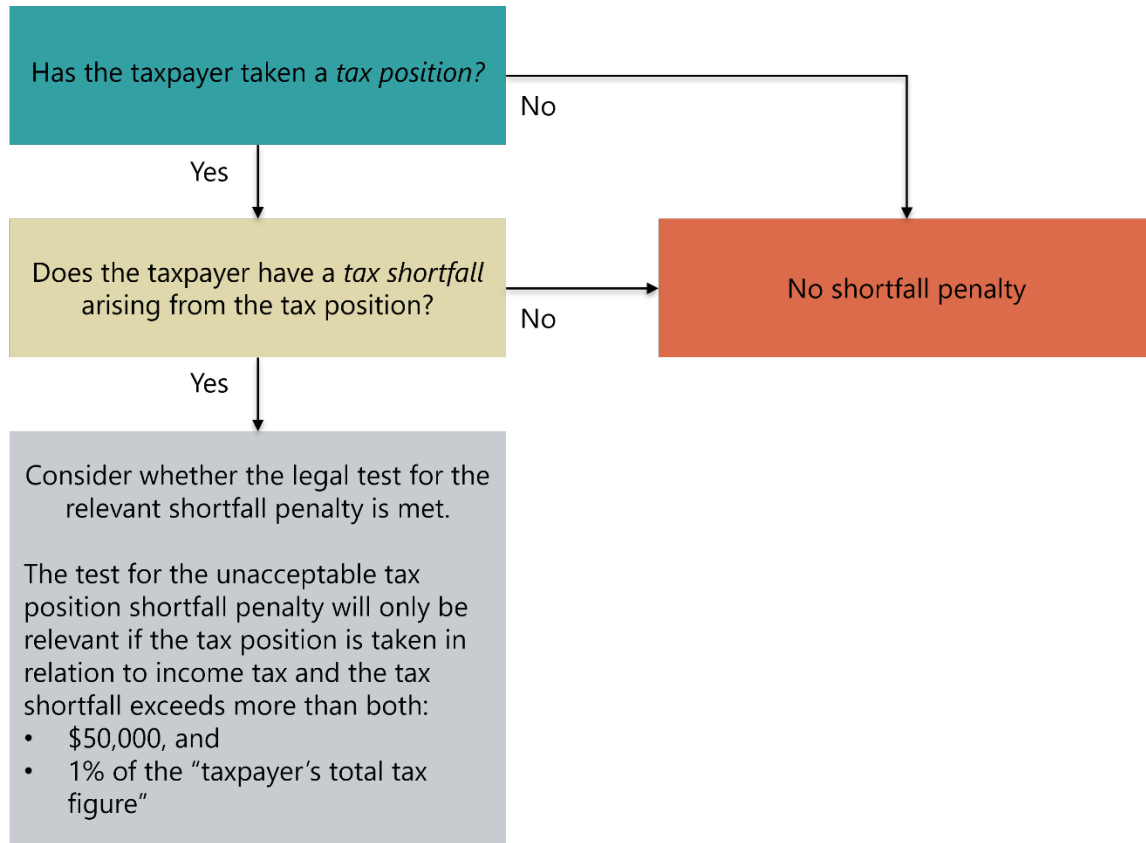 Has the taxpayer taken a tax position?
No
Yes
Does the taxpayer have a tax shortfall
arising from the tax position?
No
No shortfall penalty
Yes
Consider whether the legal test for the
relevant shortfall penalty is met.
The test for the unacceptable tax
position shortfall penalty will only be
relevant if the tax position is taken in
relation to income tax and the tax
shortfall exceeds more than both:
• $50,000, and
• 1% of the “taxpayer’s total tax
figure”